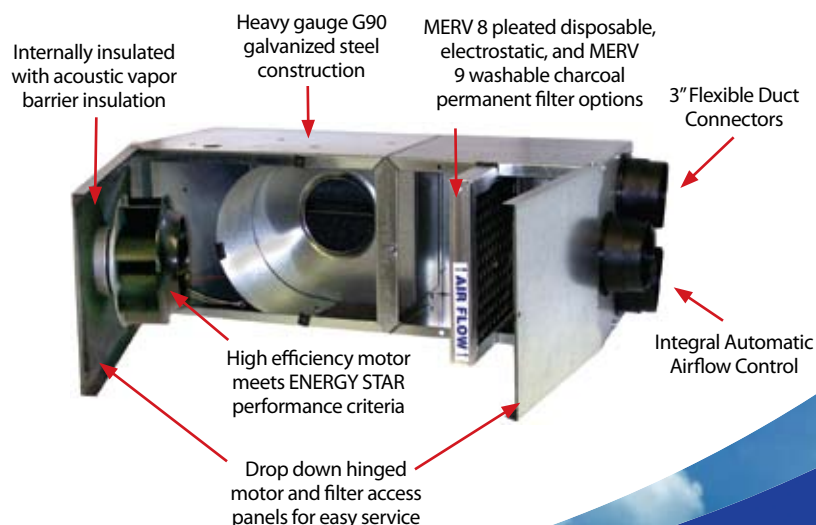 Internally insulated
with acoustic vapor
barrier insulation
Heavy gauge G90
galvanized steel
construction
MERV 8 pleated disposable,
electrostatic, and MERV
9 washable charcoal
permanent filter options
3” Flexible Duct
Connectors
AIR FLOW
High efficiency motor
meets ENERGY STAR
performance criteria
Integral Automatic
Airflow Control
Drop down hinged
motor and filter access
panels for easy service